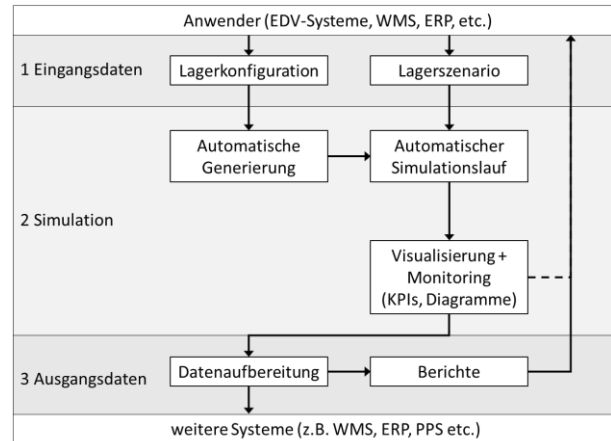 Anwender (EDV-Systeme, WMS, ERP, etc.)
1 Eingangsdaten
Lagerkonfiguration
Lagerszenario
Automatische
Generierung
Automatischer
Simulationslauf
2 Simulation
Visualisierung +
Monitoring
(KPIs, Diagramme)
3 Ausgangsdaten
Datenaufbereitung
Berichte
weitere Systeme (z.B. WMS, ERP, PPS etc.)